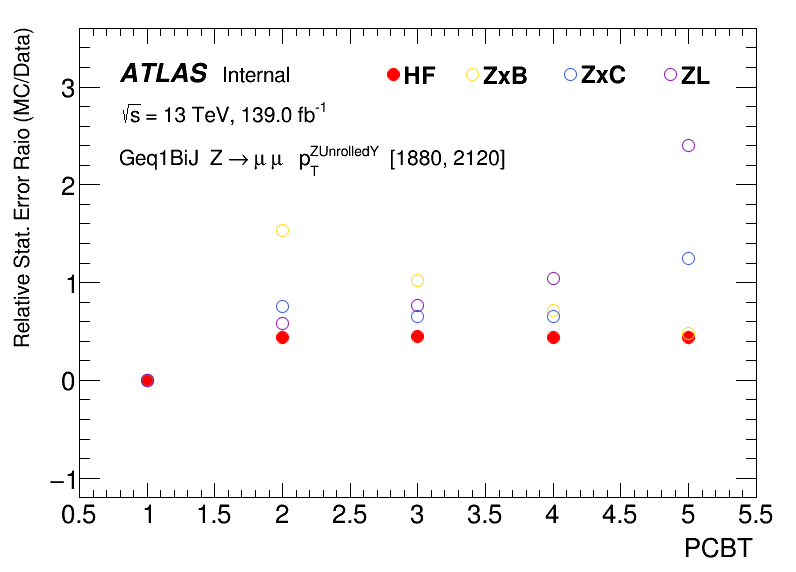 Relative Stat. Error Raio (MC/Data)
ATLAS Internal
HF ZxB ZxC ZL
√s = 13 TeV, 139.0 fb⁻¹
Geq1BiJ Z → μ μ p_T^ZUnrolledY [1880, 2120]
3
2
1
0
−1
0.5 1 1.5 2 2.5 3 3.5 4 4.5 5 5.5
PCBT